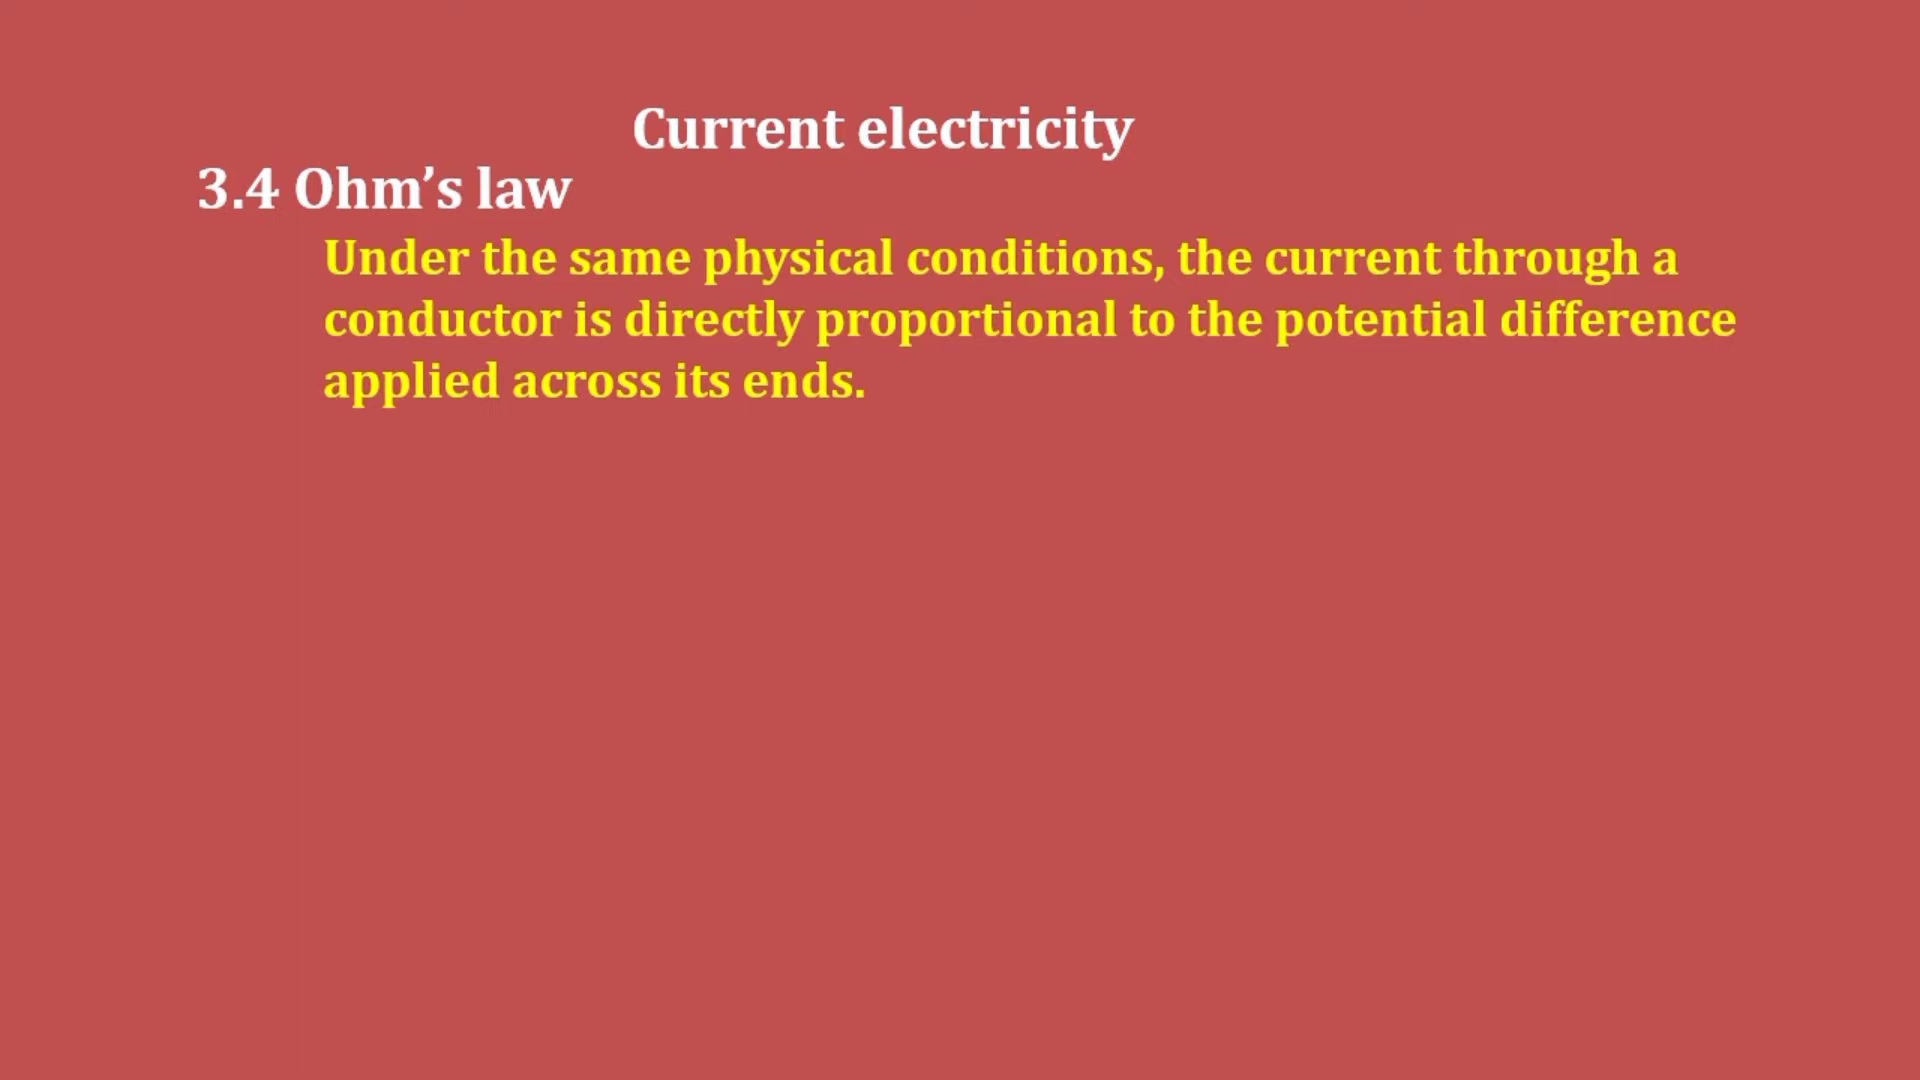 Current electricity
3.4 Ohm’s law
Under the same physical conditions, the current through a
conductor is directly proportional to the potential difference
applied across its ends.